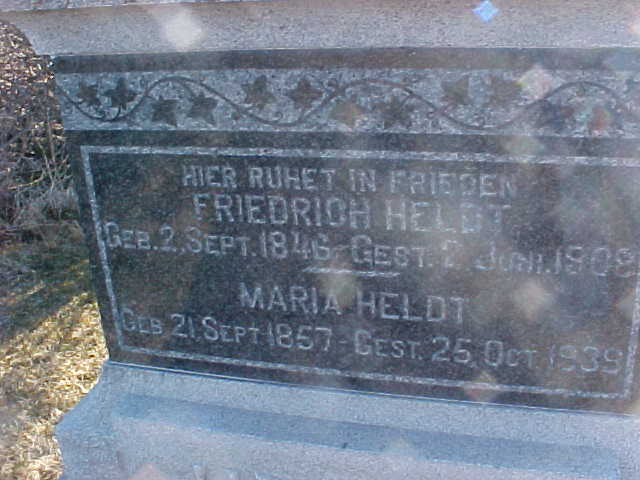 HIER RUHET IN FRIEDEN
FRIEDRICH HELDT
GEB. 2. SEPT. 1846 - GEST. 2. JUNI. 1908
MARIA HELDT
GEB 21. SEPT 1857 - GEST. 25. OCT 1939